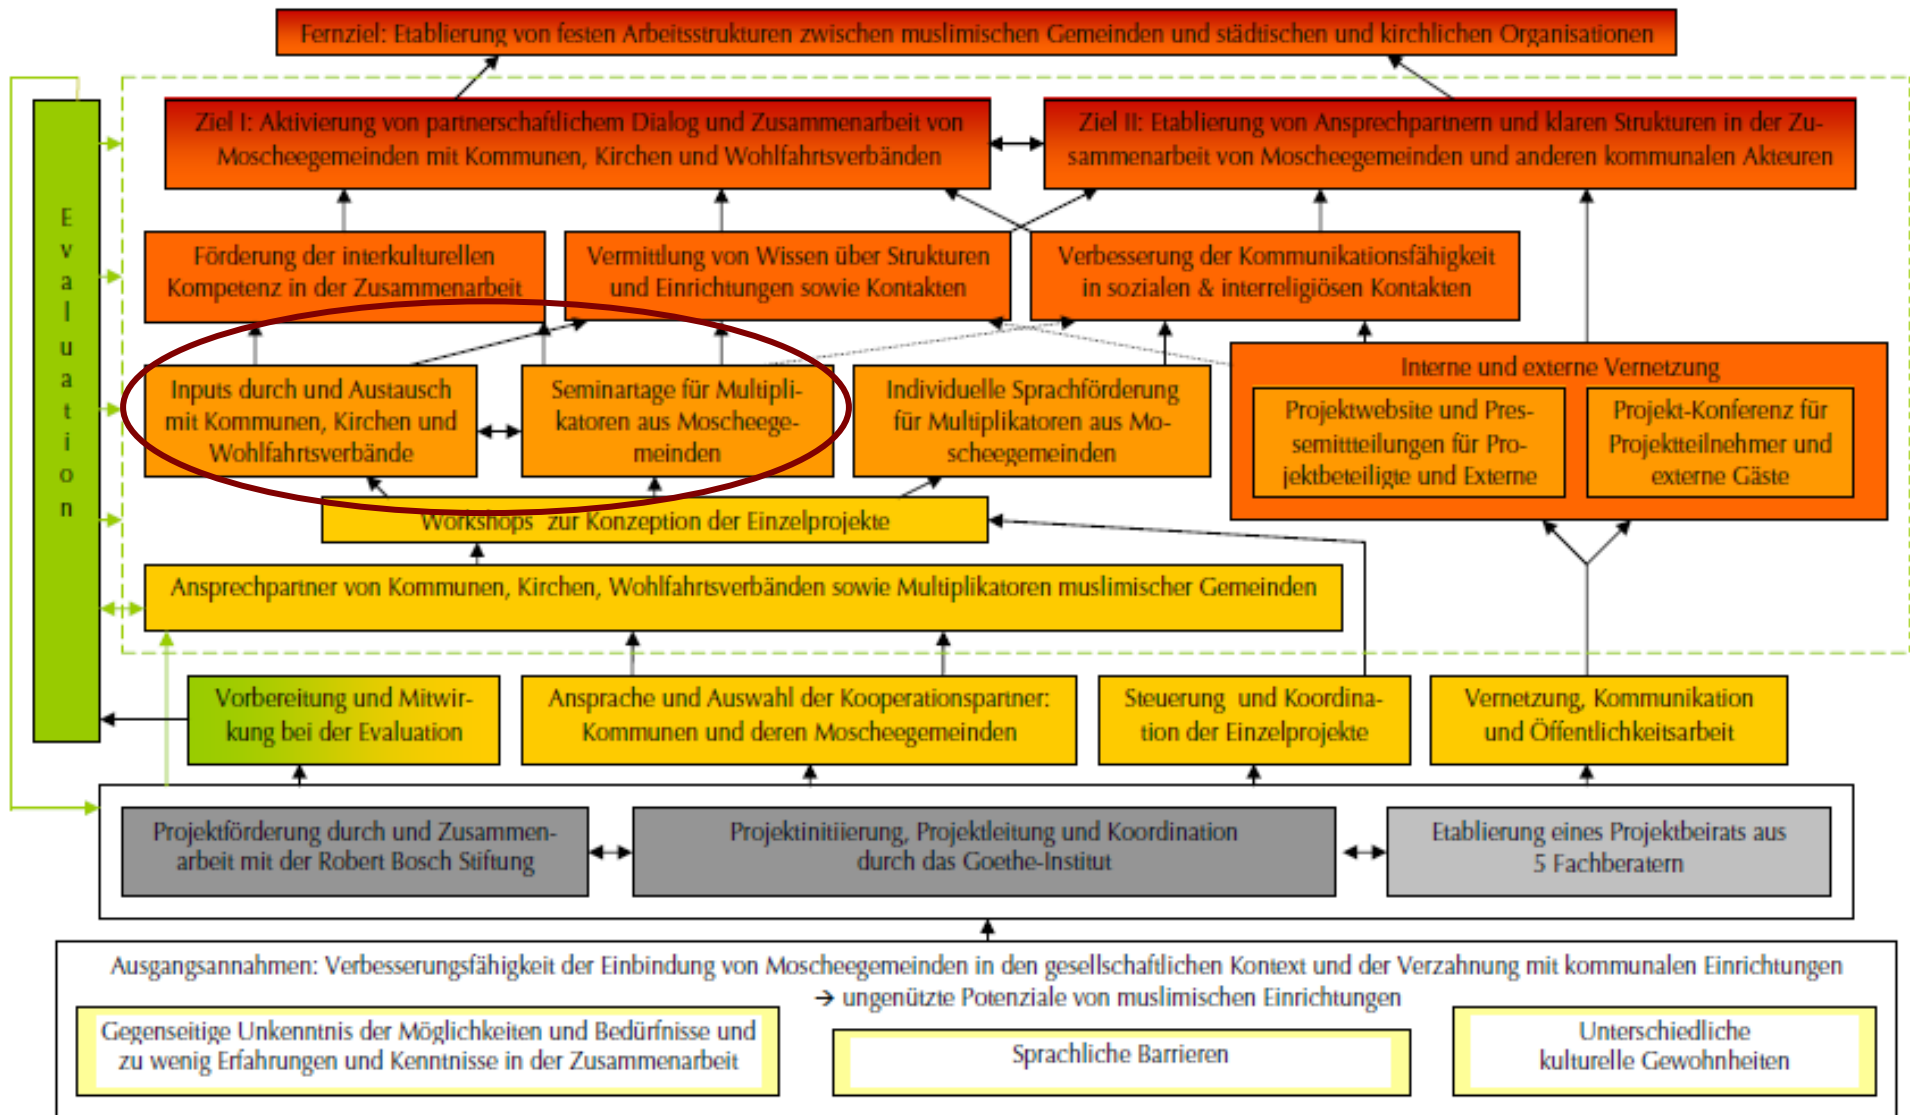 Fernziel: Etablierung von festen Arbeitsstrukturen zwischen muslimischen Gemeinden und städtischen und kirchlichen Organisationen
Ziel I: Aktivierung von partnerschaftlichem Dialog und Zusammenarbeit von
Moscheegemeinden mit Kommunen, Kirchen und Wohlfahrtsverbänden
Ziel II: Etablierung von Ansprechpartnern und klaren Strukturen in der Zu-
sammenarbeit von Moscheegemeinden und anderen kommunalen Akteuren
Evaluation
Förderung der interkulturellen
Kompetenz in der Zusammenarbeit
Vermittlung von Wissen über Strukturen
und Einrichtungen sowie Kontakten
Verbesserung der Kommunikationsfähigkeit
in sozialen & interreligiösen Kontakten
Inputs durch und Austausch
mit Kommunen, Kirchen und
Wohlfahrtsverbände
Seminartage für Multipli-
katoren aus Moscheege-
meinden
Individuelle Sprachförderung
für Multiplikatoren aus Mo-
scheegemeinden
Interne und externe Vernetzung
Projektwebsite und Pres-
semittteilungen für Pro-
jektbeteiligte und Externe
Projekt-Konferenz für
Projektteilnehmer und
externe Gäste
Workshops zur Konzeption der Einzelprojekte
Ansprechpartner von Kommunen, Kirchen, Wohlfahrtsverbänden sowie Multiplikatoren muslimischer Gemeinden
Vorbereitung und Mitwir-
kung bei der Evaluation
Ansprache und Auswahl der Kooperationspartner:
Kommunen und deren Moscheegemeinden
Steuerung und Koordina-
tion der Einzelprojekte
Vernetzung, Kommunikation
und Öffentlichkeitsarbeit
Projektförderung durch und Zusammen-
arbeit mit der Robert Bosch Stiftung
Projektinitiierung, Projektleitung und Koordination
durch das Goethe-Institut
Etablierung eines Projektbeirats aus
5 Fachberatern
Ausgangsannahmen: Verbesserungsfähigkeit der Einbindung von Moscheegemeinden in den gesellschaftlichen Kontext und der Verzahnung mit kommunalen Einrichtungen
→ ungenützte Potenziale von muslimischen Einrichtungen
Gegenseitige Unkenntnis der Möglichkeiten und Bedürfnisse und
zu wenig Erfahrungen und Kenntnisse in der Zusammenarbeit
Sprachliche Barrieren
Unterschiedliche
kulturelle Gewohnheiten